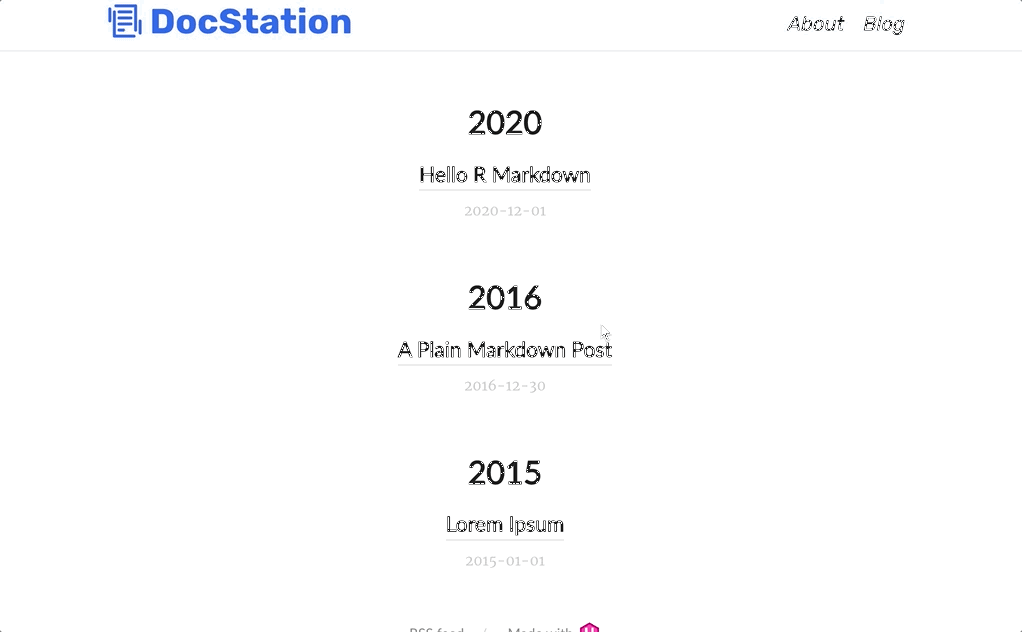 DocStation
About Blog
2020
Hello R Markdown
2020-12-01
2016
A Plain Markdown Post
2016-12-30
2015
Lorem Ipsum
2015-01-01
RSS feed / Made with